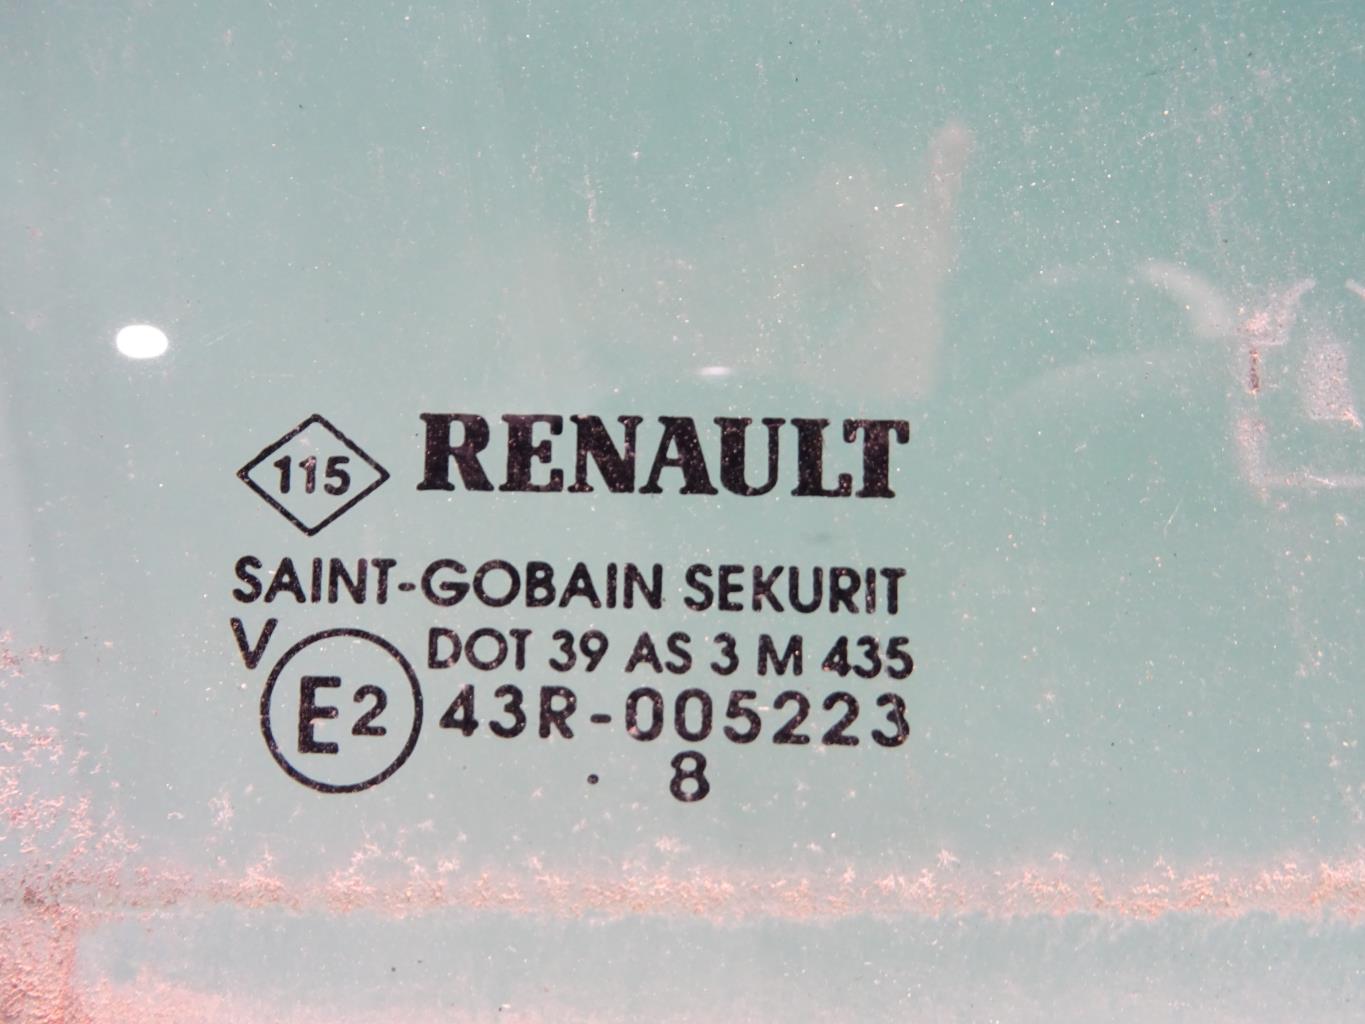 115 RENAULT
SAINT-GOBAIN SEKURIT
V DOT 39 AS 3 M 435
E2 43R-005223
. 8